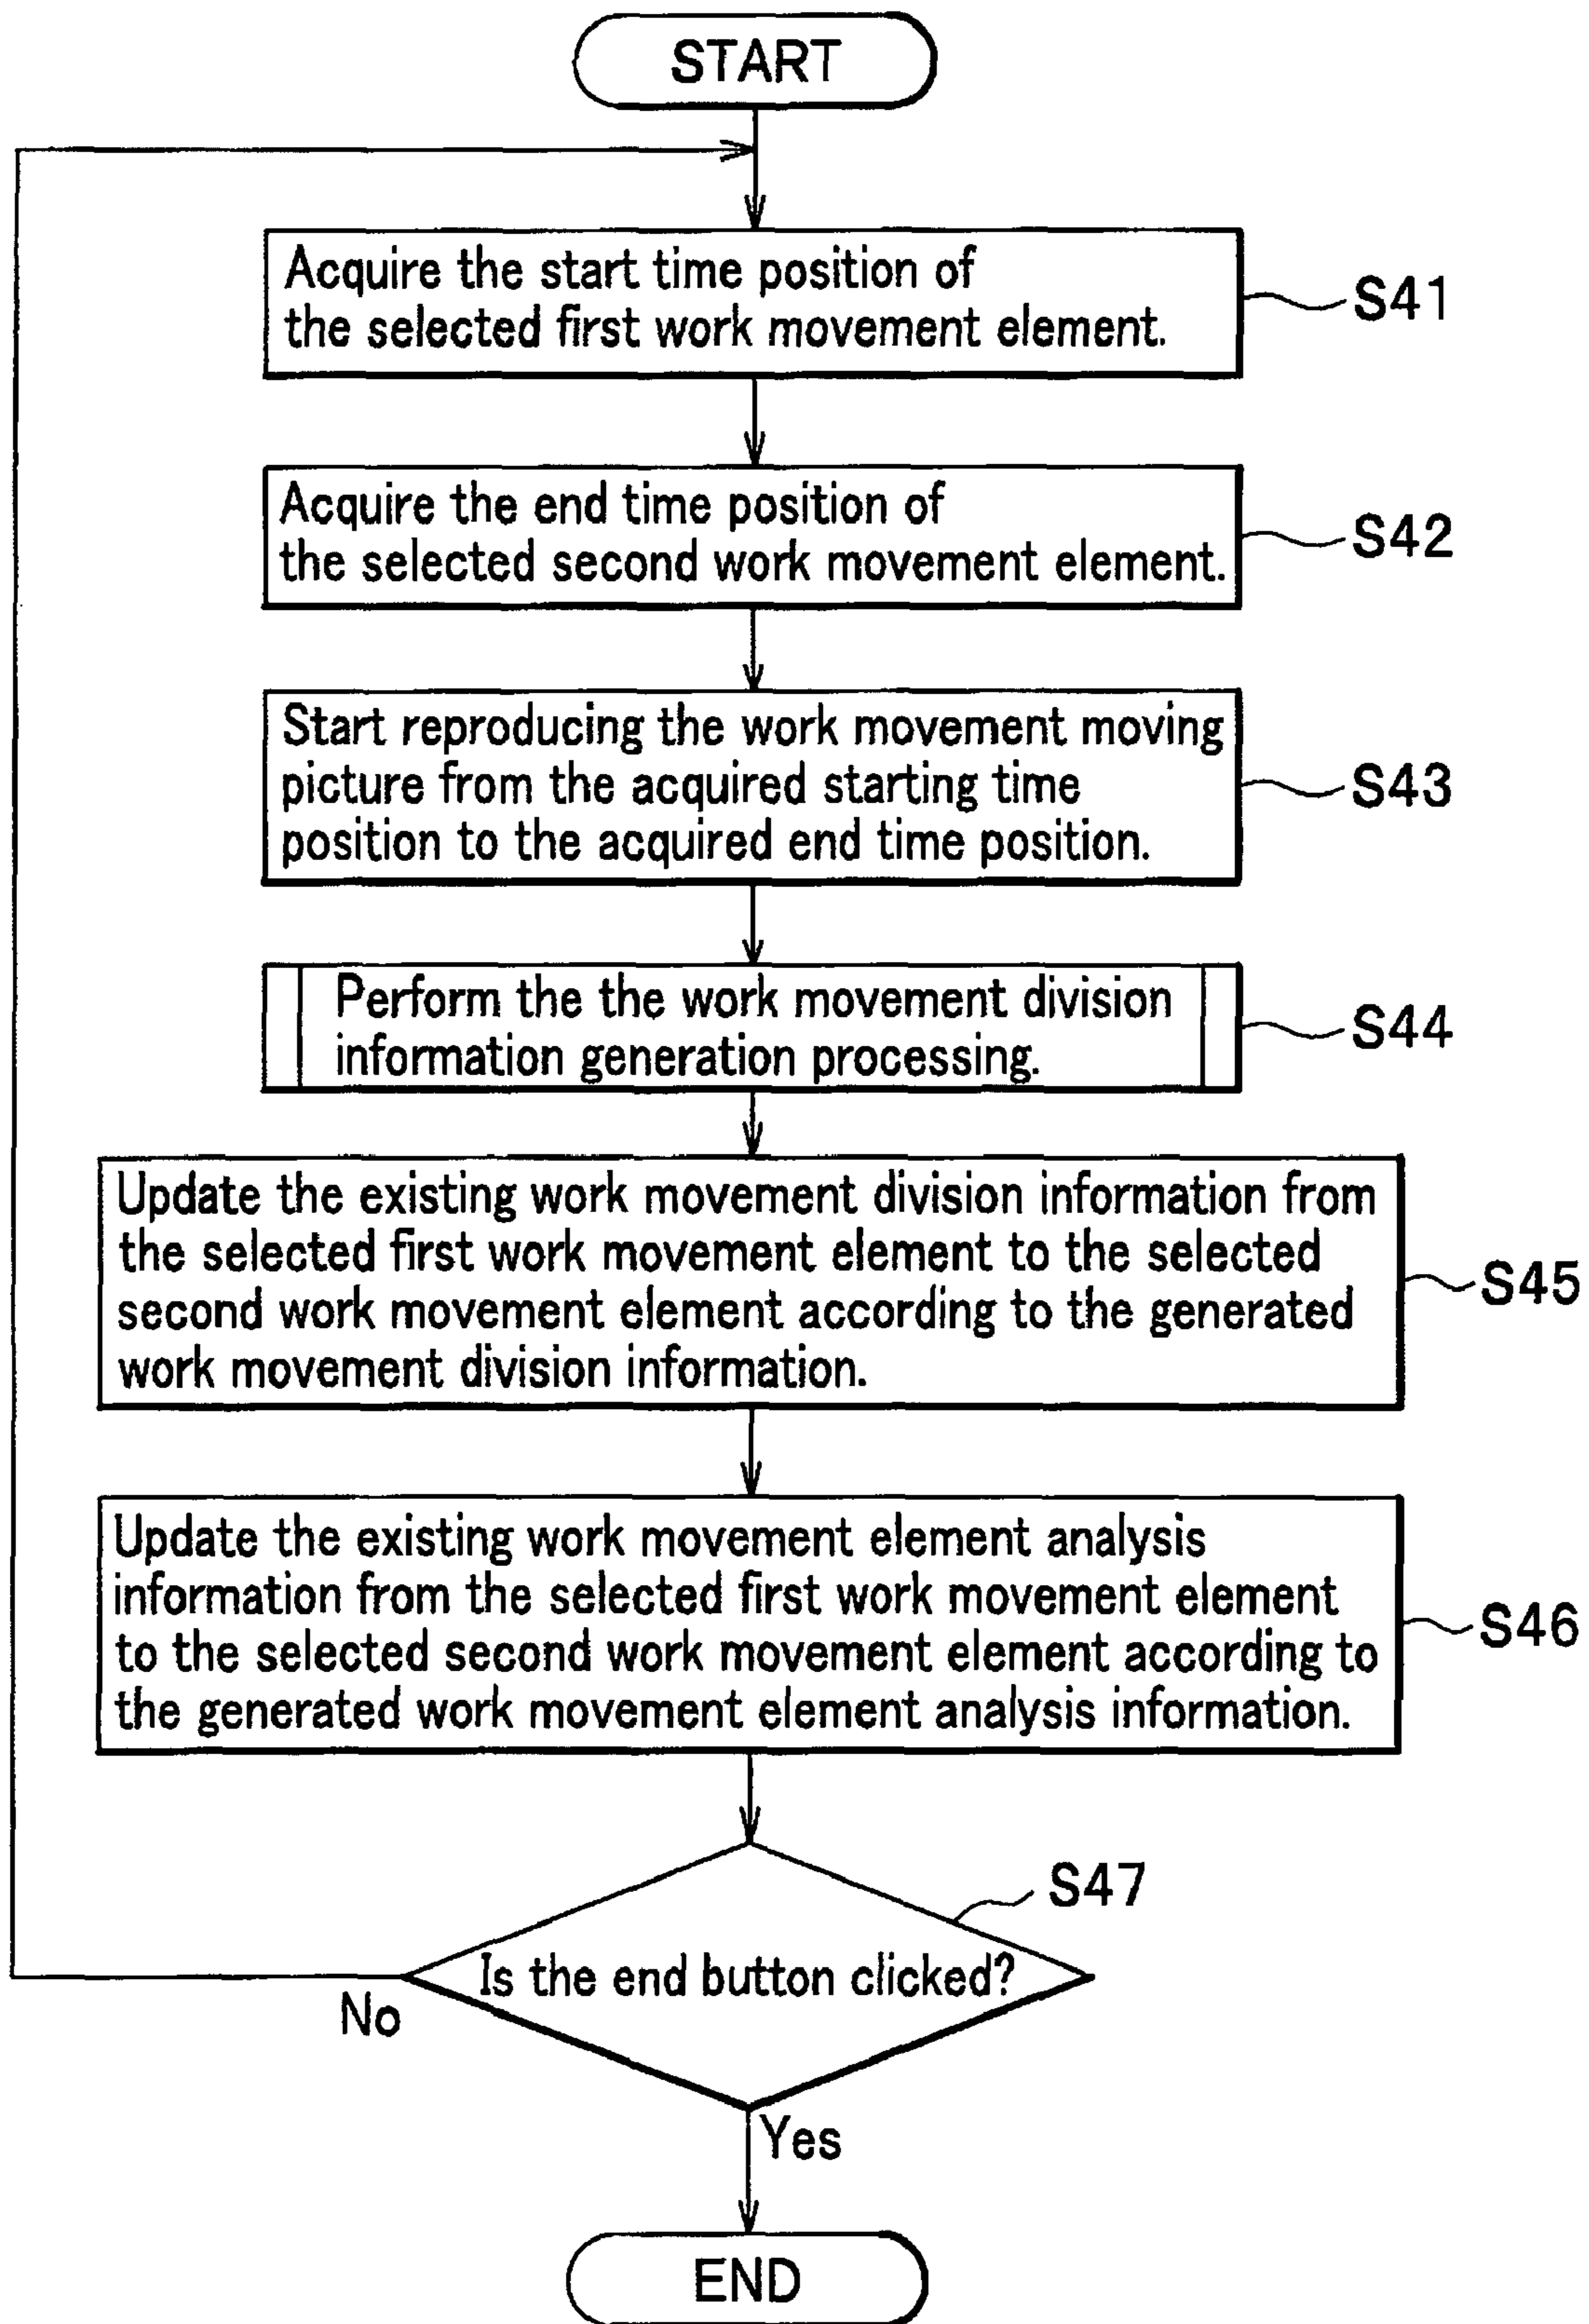 START
Acquire the start time position of
the selected first work movement element.
S41
Acquire the end time position of
the selected second work movement element.
S42
Start reproducing the work movement moving
picture from the acquired starting time
position to the acquired end time position.
S43
Perform the the work movement division
information generation processing.
S44
Update the existing work movement division information from
the selected first work movement element to the selected
second work movement element according to the generated
work movement division information.
S45
Update the existing work movement element analysis
information from the selected first work movement element
to the selected second work movement element according to
the generated work movement element analysis information.
S46
S47
Is the end button clicked?
No
Yes
END